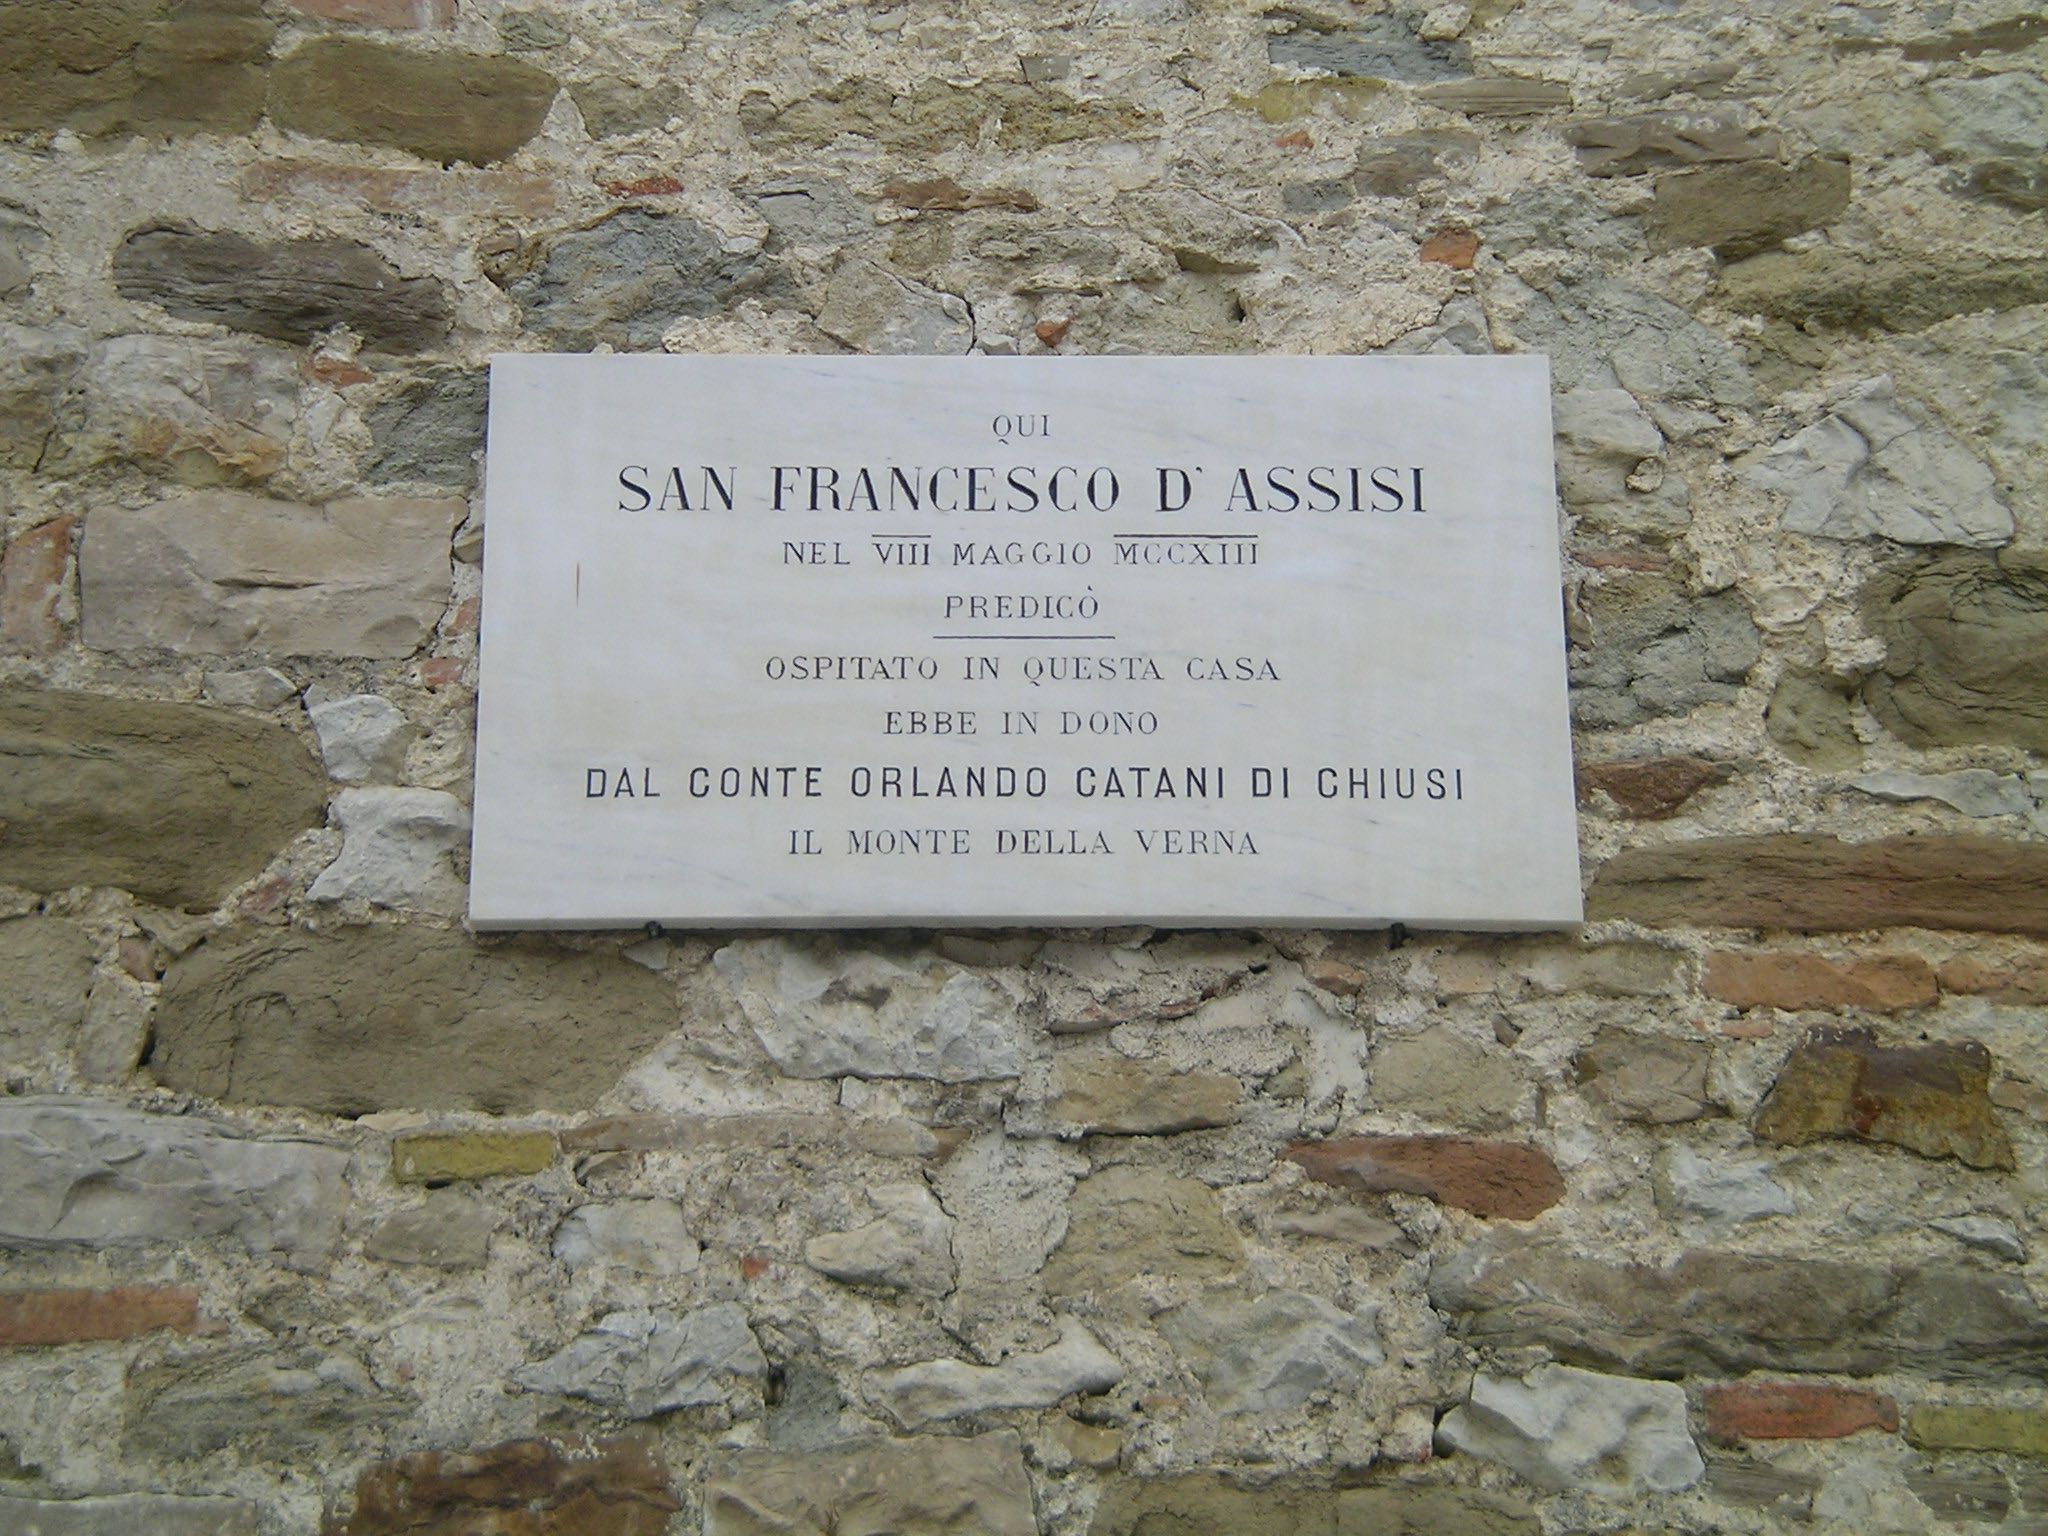 QUI
SAN FRANCESCO D' ASSISI
NEL VIII MAGGIO MCCXIII
PREDICÒ
OSPITATO IN QUESTA CASA
EBBE IN DONO
DAL CONTE ORLANDO CATANI DI CHIUSI
IL MONTE DELLA VERNA